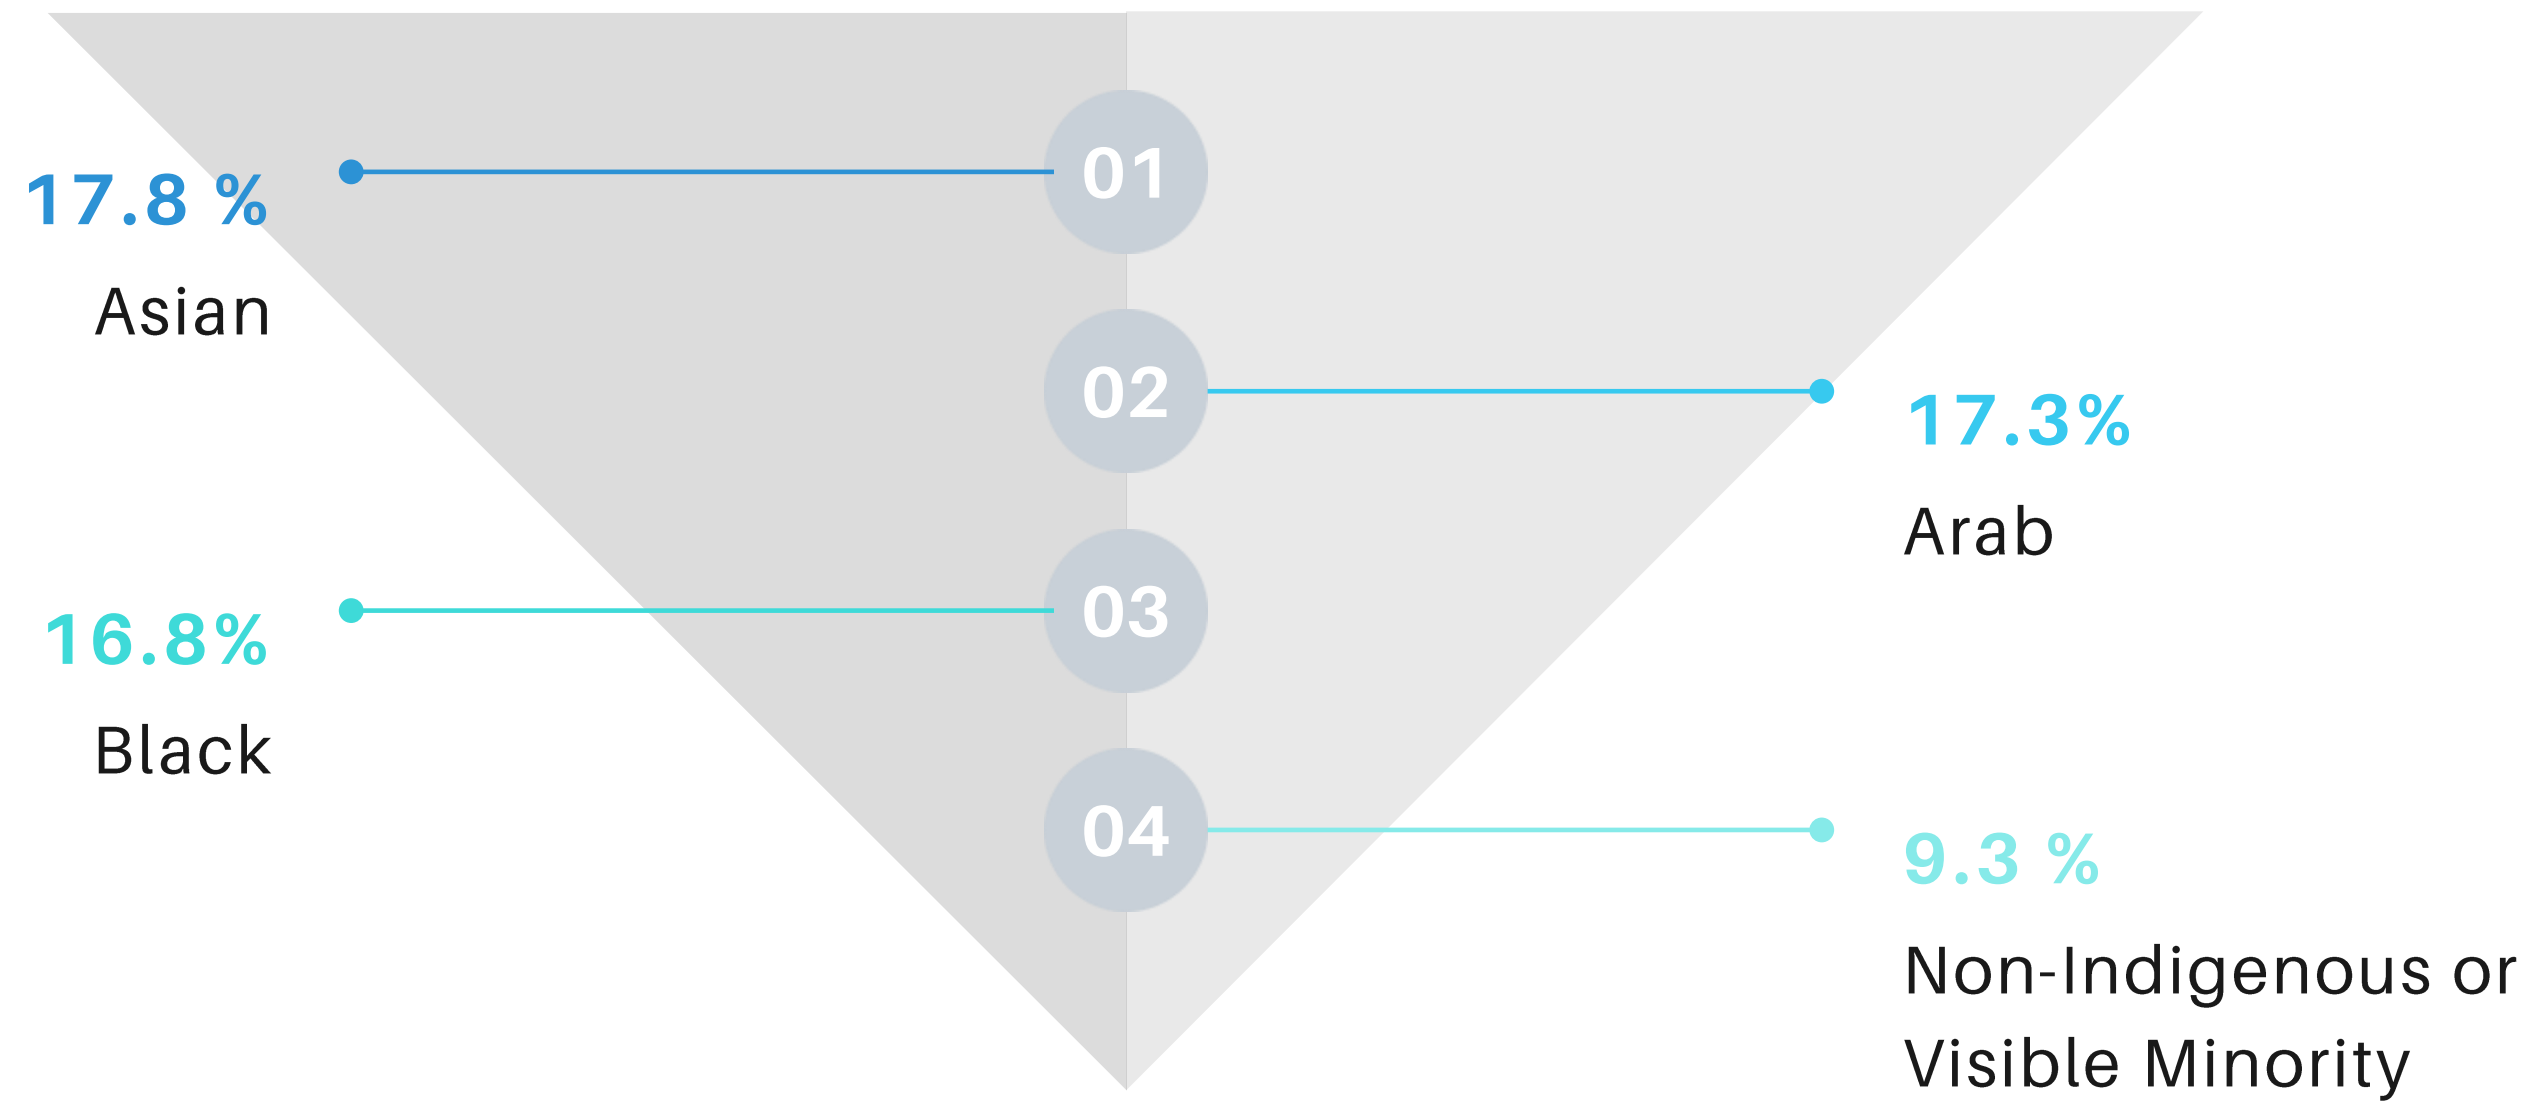 01
17.8 %
Asian
02
17.3%
Arab
03
16.8%
Black
04
9.3 %
Non-Indigenous or
Visible Minority